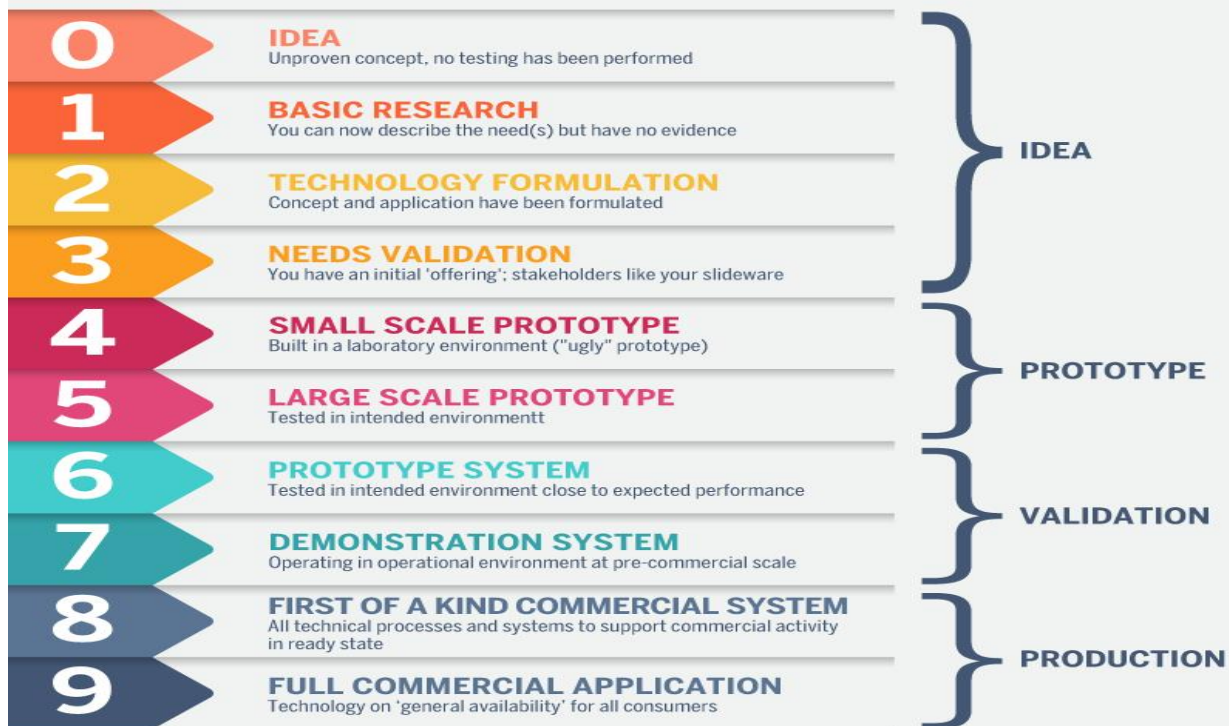 0
IDEA
Unproven concept, no testing has been performed
1
BASIC RESEARCH
You can now describe the need(s) but have no evidence
2
TECHNOLOGY FORMULATION
Concept and application have been formulated
3
NEEDS VALIDATION
You have an initial 'offering'; stakeholders like your slideware
IDEA
4
SMALL SCALE PROTOTYPE
Built in a laboratory environment ("ugly" prototype)
5
LARGE SCALE PROTOTYPE
Tested in intended environmentt
PROTOTYPE
6
PROTOTYPE SYSTEM
Tested in intended environment close to expected performance
7
DEMONSTRATION SYSTEM
Operating in operational environment at pre-commercial scale
VALIDATION
8
FIRST OF A KIND COMMERCIAL SYSTEM
All technical processes and systems to support commercial activity
in ready state
9
FULL COMMERCIAL APPLICATION
Technology on 'general availability' for all consumers
PRODUCTION